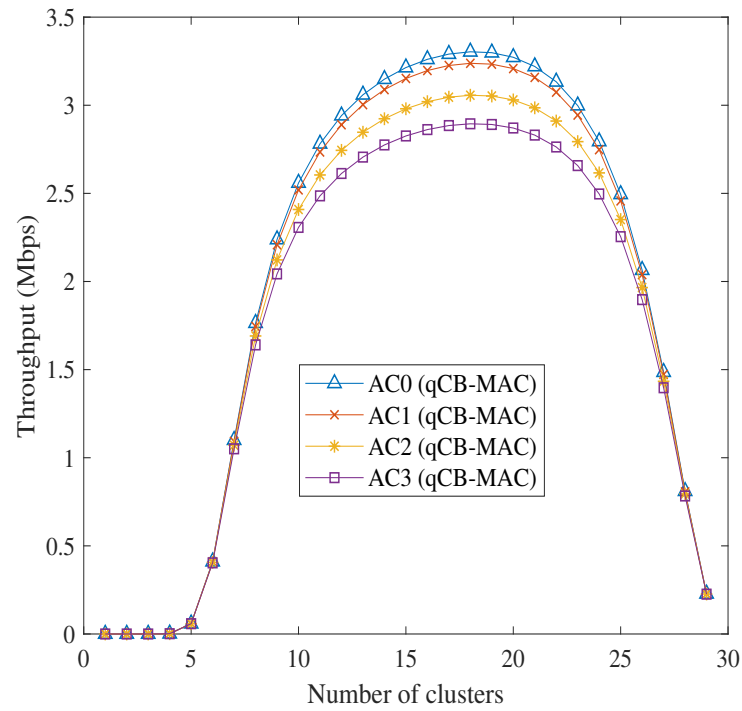 3.5
3
2.5
2
1.5
1
0.5
0
Throughput (Mbps)
AC0 (qCB-MAC)
AC1 (qCB-MAC)
AC2 (qCB-MAC)
AC3 (qCB-MAC)
0 5 10 15 20 25 30
Number of clusters